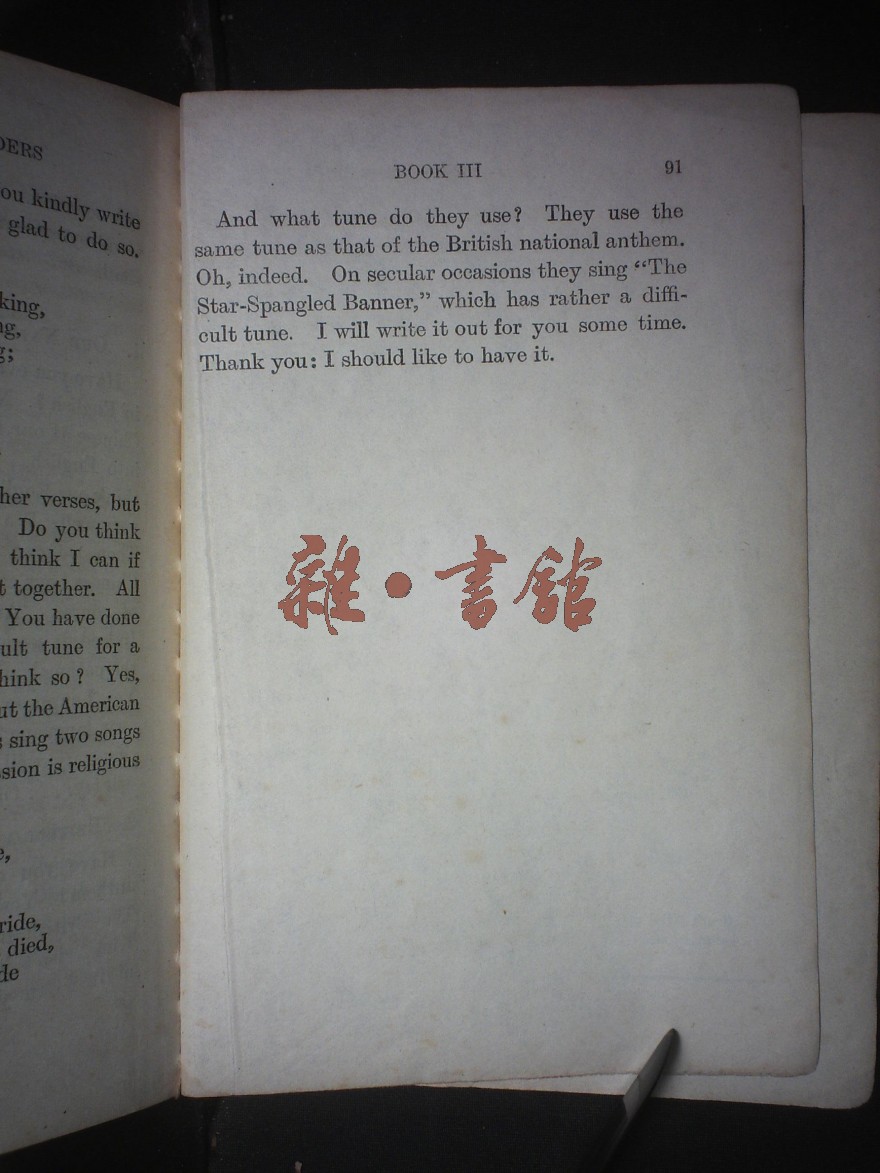 DERS
ou kindly write
glad to do so.
king,
ng,
g;
her verses, but
Do you think
think I can if
t together. All
You have done
ult tune for a
hink so? Yes,
ut the American
s sing two songs
sion is religious
e,
ride,
died,
de
BOOK III 91
And what tune do they use? They use the
same tune as that of the British national anthem.
Oh, indeed. On secular occasions they sing “The
Star-Spangled Banner,” which has rather a diffi-
cult tune. I will write it out for you some time.
Thank you: I should like to have it.
雜•書館